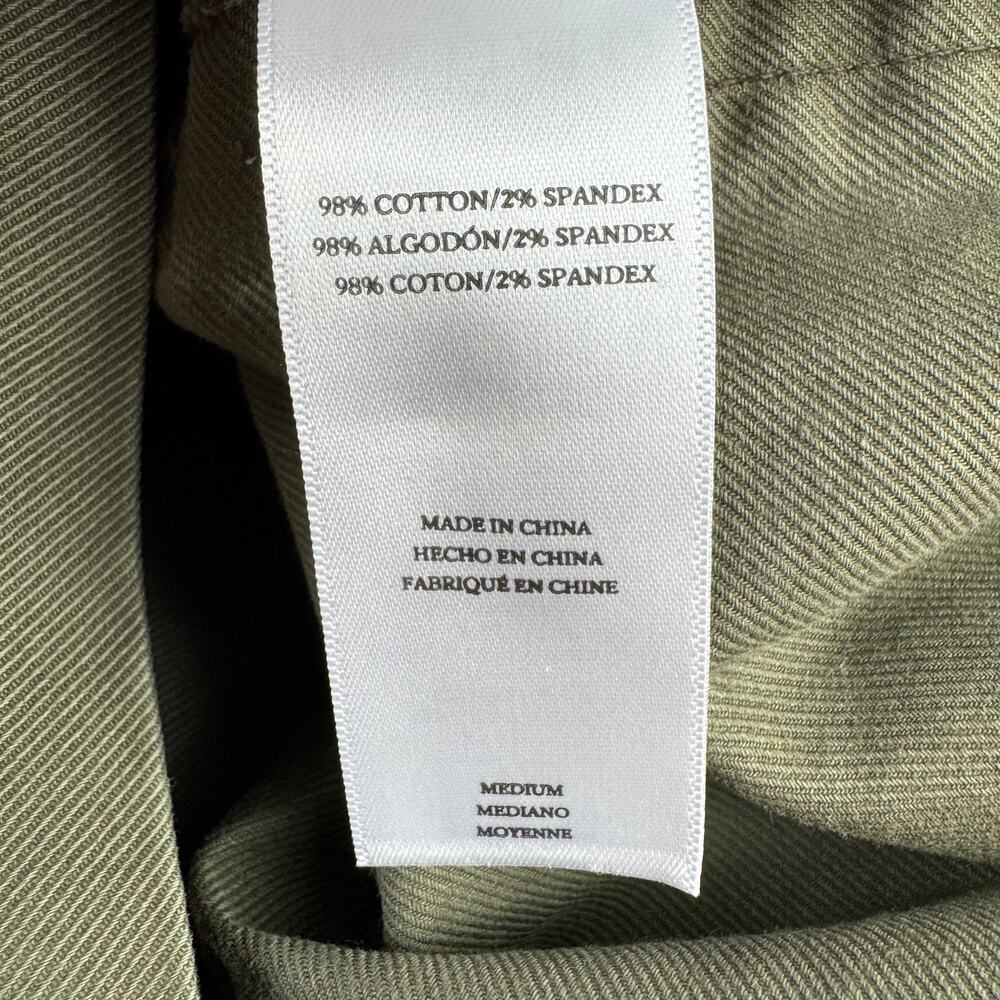 98% COTTON/2% SPANDEX
98% ALGODÓN/2% SPANDEX
98% COTON/2% SPANDEX
MADE IN CHINA
HECHO EN CHINA
FABRIQUÉ EN CHINE
MEDIUM
MEDIANO
MOYENNE